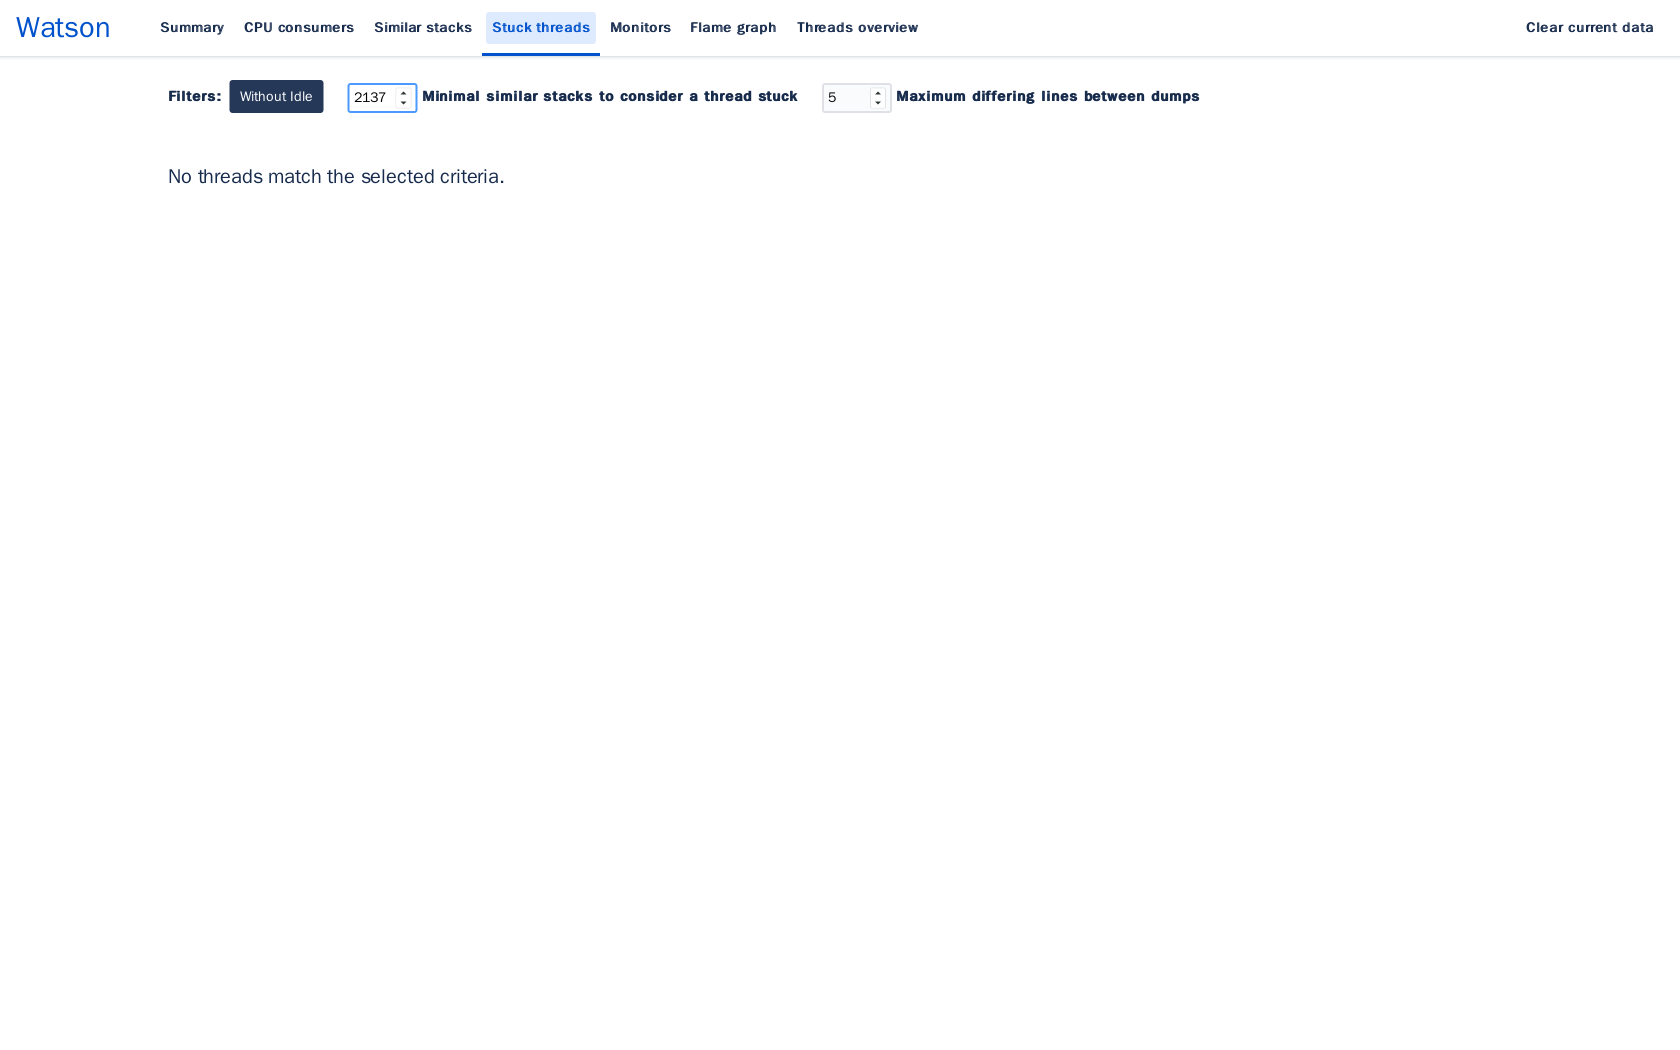 Watson Summary CPU consumers Similar stacks Stuck threads Monitors Flame graph Threads overview Clear current data
Filters: Without Idle 2137 Minimal similar stacks to consider a thread stuck 5 Maximum differing lines between dumps
No threads match the selected criteria.